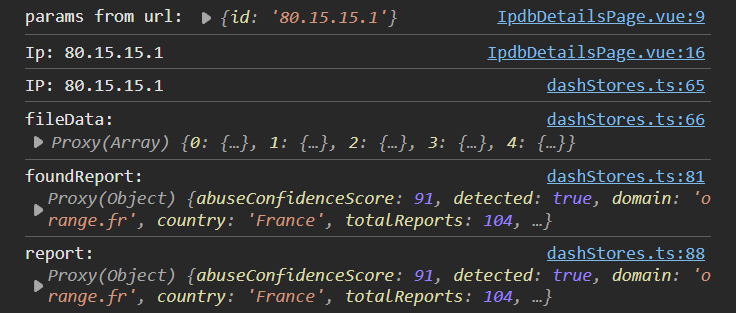 params from url: ▶ {id: '80.15.15.1'} IpdbDetailsPage.vue:9
Ip: 80.15.15.1 IpdbDetailsPage.vue:16
IP: 80.15.15.1 dashStores.ts:65
fileData: dashStores.ts:66
▶ Proxy(Array) {0: {…}, 1: {…}, 2: {…}, 3: {…}, 4: {…}}
foundReport: dashStores.ts:81
▶ Proxy(Object) {abuseConfidenceScore: 91, detected: true, domain: 'o
range.fr', country: 'France', totalReports: 104, …}
report: dashStores.ts:88
▶ Proxy(Object) {abuseConfidenceScore: 91, detected: true, domain: 'o
range.fr', country: 'France', totalReports: 104, …}